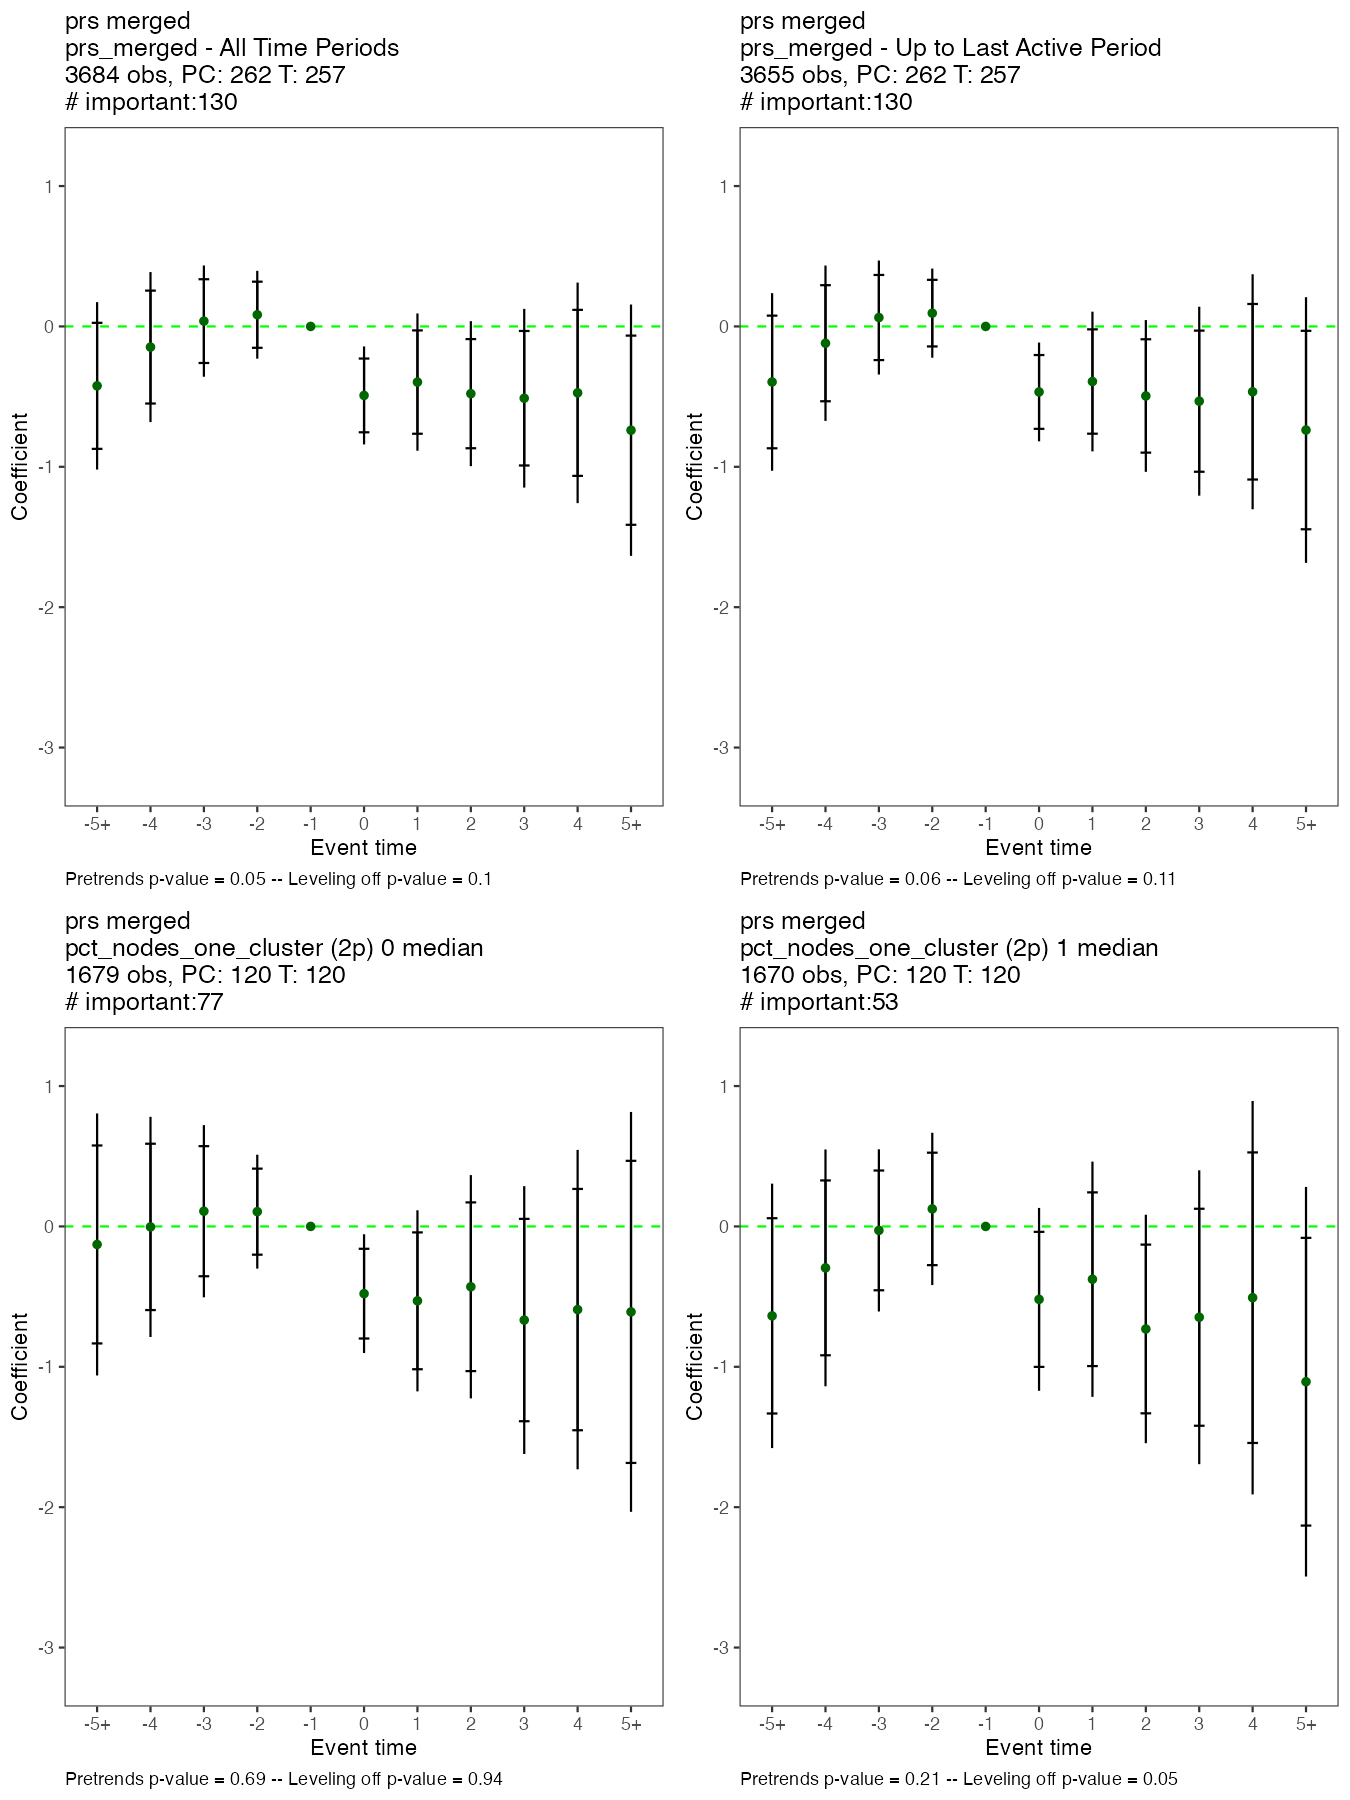 prs merged
prs_merged - All Time Periods
3684 obs, PC: 262 T: 257
# important:130
Coefficient
1
0
-1
-2
-3
-5+ -4 -3 -2 -1 0 1 2 3 4 5+
Event time
Pretrends p-value = 0.05 -- Leveling off p-value = 0.1
prs merged
prs_merged - Up to Last Active Period
3655 obs, PC: 262 T: 257
# important:130
Coefficient
1
0
-1
-2
-3
-5+ -4 -3 -2 -1 0 1 2 3 4 5+
Event time
Pretrends p-value = 0.06 -- Leveling off p-value = 0.11
prs merged
pct_nodes_one_cluster (2p) 0 median
1679 obs, PC: 120 T: 120
# important:77
Coefficient
1
0
-1
-2
-3
-5+ -4 -3 -2 -1 0 1 2 3 4 5+
Event time
Pretrends p-value = 0.69 -- Leveling off p-value = 0.94
prs merged
pct_nodes_one_cluster (2p) 1 median
1670 obs, PC: 120 T: 120
# important:53
Coefficient
1
0
-1
-2
-3
-5+ -4 -3 -2 -1 0 1 2 3 4 5+
Event time
Pretrends p-value = 0.21 -- Leveling off p-value = 0.05